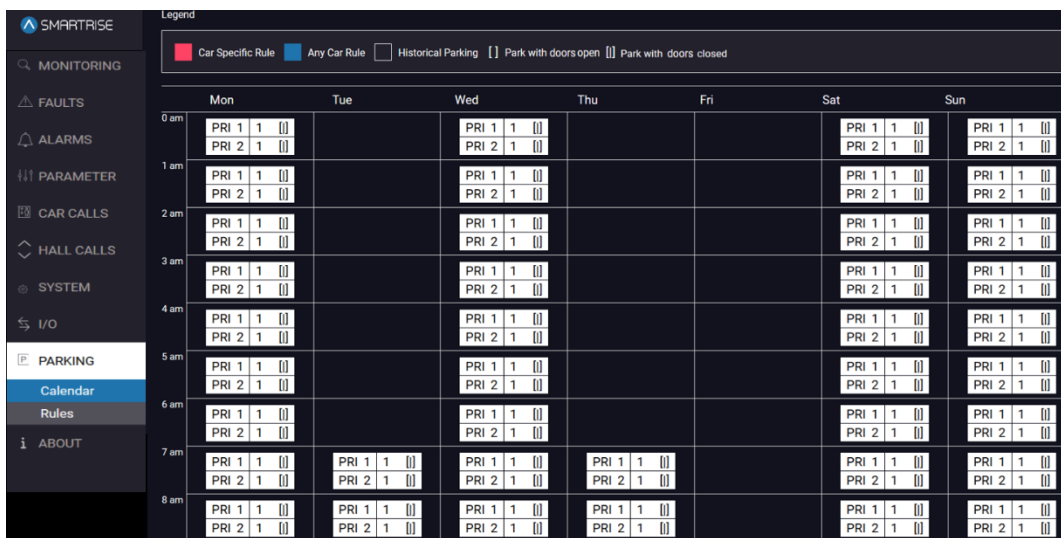 SMARTRISE
MONITORING
FAULTS
ALARMS
PARAMETER
CAR CALLS
HALL CALLS
SYSTEM
I/O
P PARKING
Calendar
Rules
i ABOUT
Legend
Car Specific Rule Any Car Rule Historical Parking [ ] Park with doors open [|] Park with doors closed
Mon Tue Wed Thu Fri Sat Sun
0 am
PRI 1 1 [|] PRI 1 1 [|] PRI 1 1 [|] PRI 1 1 [|]
PRI 2 1 [|] PRI 2 1 [|] PRI 2 1 [|] PRI 2 1 [|]
1 am
PRI 1 1 [|] PRI 1 1 [|] PRI 1 1 [|] PRI 1 1 [|]
PRI 2 1 [|] PRI 2 1 [|] PRI 2 1 [|] PRI 2 1 [|]
2 am
PRI 1 1 [|] PRI 1 1 [|] PRI 1 1 [|] PRI 1 1 [|]
PRI 2 1 [|] PRI 2 1 [|] PRI 2 1 [|] PRI 2 1 [|]
3 am
PRI 1 1 [|] PRI 1 1 [|] PRI 1 1 [|] PRI 1 1 [|]
PRI 2 1 [|] PRI 2 1 [|] PRI 2 1 [|] PRI 2 1 [|]
4 am
PRI 1 1 [|] PRI 1 1 [|] PRI 1 1 [|] PRI 1 1 [|]
PRI 2 1 [|] PRI 2 1 [|] PRI 2 1 [|] PRI 2 1 [|]
5 am
PRI 1 1 [|] PRI 1 1 [|] PRI 1 1 [|] PRI 1 1 [|]
PRI 2 1 [|] PRI 2 1 [|] PRI 2 1 [|] PRI 2 1 [|]
6 am
PRI 1 1 [|] PRI 1 1 [|] PRI 1 1 [|] PRI 1 1 [|]
PRI 2 1 [|] PRI 2 1 [|] PRI 2 1 [|] PRI 2 1 [|]
7 am
PRI 1 1 [|] PRI 1 1 [|] PRI 1 1 [|] PRI 1 1 [|] PRI 1 1 [|] PRI 1 1 [|]
PRI 2 1 [|] PRI 2 1 [|] PRI 2 1 [|] PRI 2 1 [|] PRI 2 1 [|] PRI 2 1 [|]
8 am
PRI 1 1 [|] PRI 1 1 [|] PRI 1 1 [|] PRI 1 1 [|] PRI 1 1 [|] PRI 1 1 [|]
PRI 2 1 [|] PRI 2 1 [|] PRI 2 1 [|] PRI 2 1 [|] PRI 2 1 [|] PRI 2 1 [|]